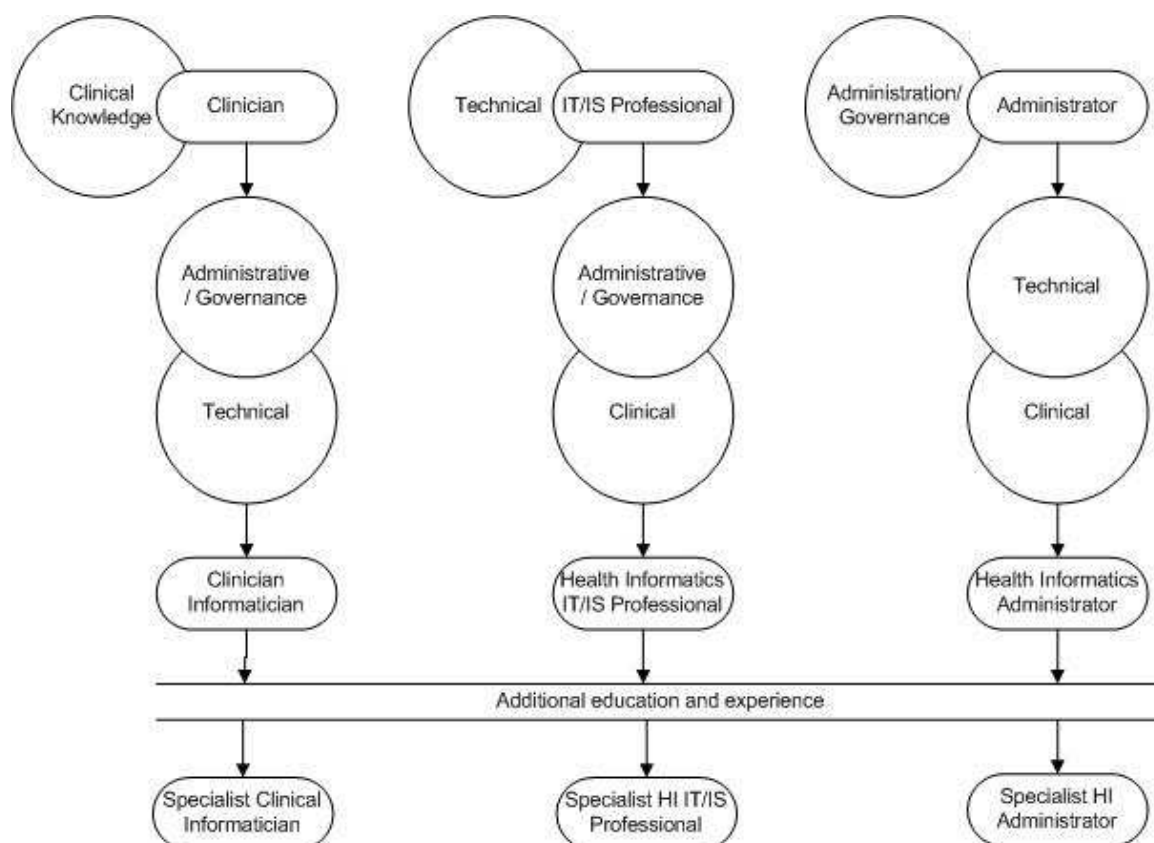 Clinical
Knowledge
Clinician
Technical
IT/IS Professional
Administration/
Governance
Administrator
Administrative
/ Governance
Technical
Administrative
/ Governance
Clinical
Technical
Clinical
Clinician
Informatician
Health Informatics
IT/IS Professional
Health Informatics
Administrator
Additional education and experience
Specialist Clinical
Informatician
Specialist HI IT/IS
Professional
Specialist HI
Administrator